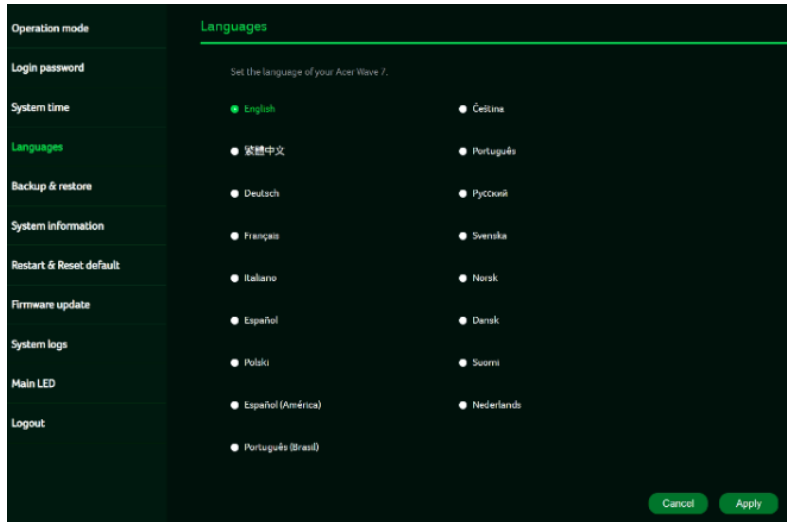 Operation mode
Login password
System time
Languages
Backup & restore
System information
Restart & Reset default
Firmware update
System logs
Main LED
Logout
Languages
Set the language of your Acer Wave 7.
English
Čeština
繁體中文
Português
Deutsch
Русский
Français
Svenska
Italiano
Norsk
Español
Dansk
Polski
Suomi
Español (América)
Nederlands
Português (Brasil)
Cancel
Apply